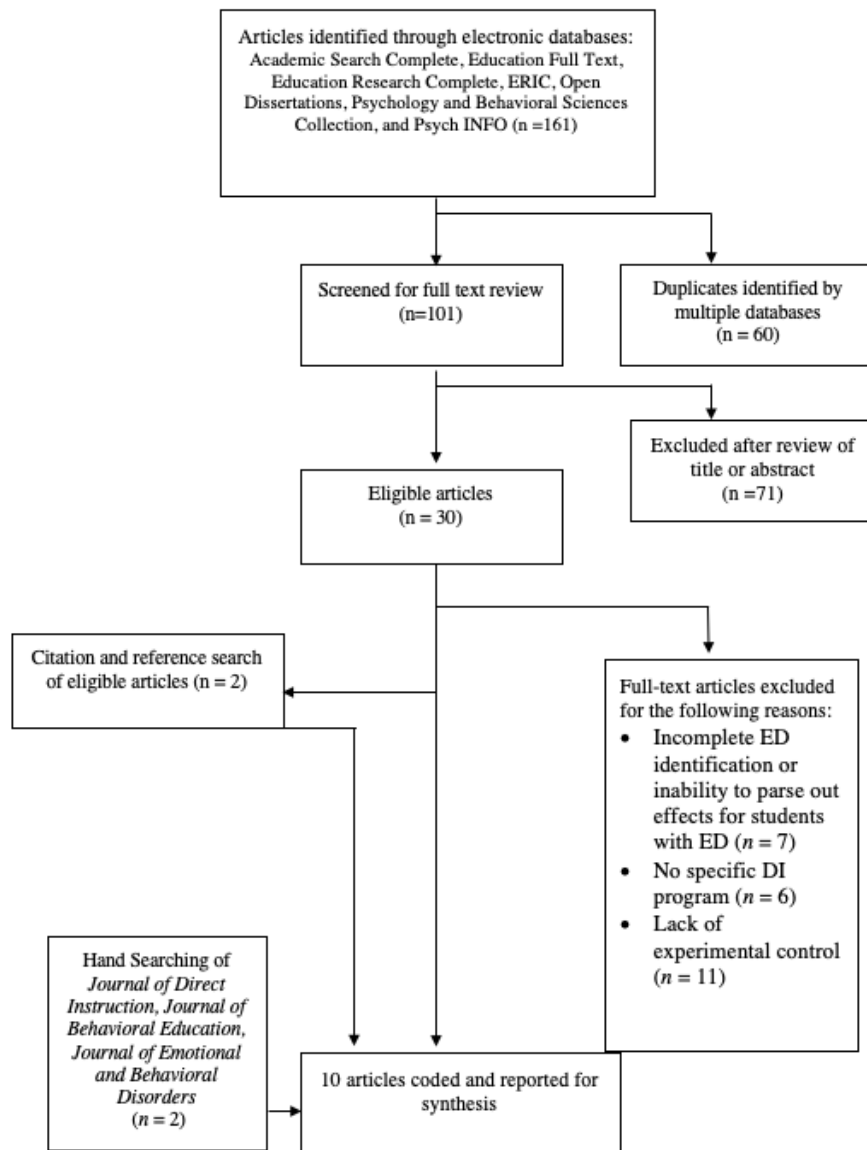 Articles identified through electronic databases:
Academic Search Complete, Education Full Text,
Education Research Complete, ERIC, Open
Dissertations, Psychology and Behavioral Sciences
Collection, and Psych INFO (n =161)
Screened for full text review
(n=101)
Duplicates identified by
multiple databases
(n = 60)
Excluded after review of
title or abstract
(n =71)
Eligible articles
(n = 30)
Citation and reference search
of eligible articles (n = 2)
Full-text articles excluded
for the following reasons:
• Incomplete ED
identification or
inability to parse out
effects for students
with ED (n = 7)
• No specific DI
program (n = 6)
• Lack of
experimental control
(n = 11)
Hand Searching of
Journal of Direct
Instruction, Journal of
Behavioral Education,
Journal of Emotional
and Behavioral
Disorders
(n = 2)
10 articles coded and reported for
synthesis